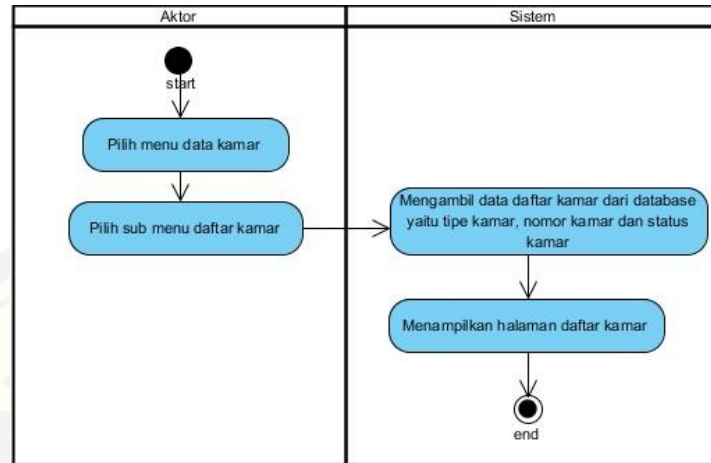 Aktor
Sistem
start
Pilih menu data kamar
Pilih sub menu daftar kamar
Mengambil data daftar kamar dari database
yaitu tipe kamar, nomor kamar dan status
kamar
Menampilkan halaman daftar kamar
end